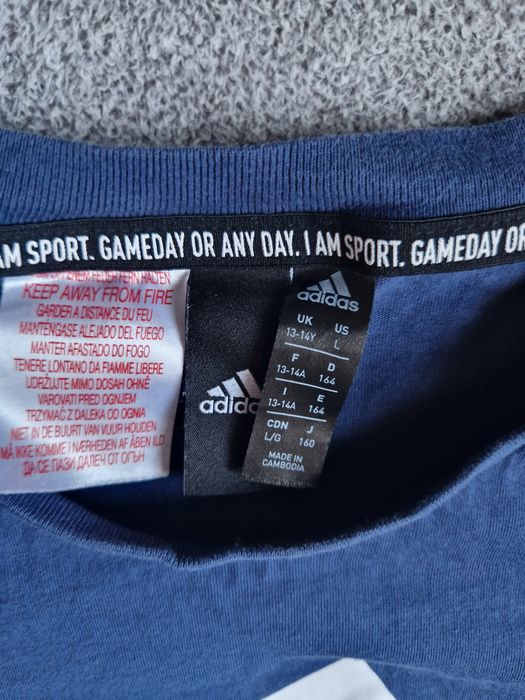 AM SPORT. GAMEDAY OR ANY DAY. I AM SPORT. GAMEDAY OR
KEEP AWAY FROM FIRE
GARDER A DISTANCE DU FEU
MANTÉNGASE ALEJADO DEL FUEGO
MANTER AFASTADO DO FOGO
TENERE LONTANO DA FIAMME LIBERE
UDRŽUJTE MIMO DOSAH OHNĚ
VAROVATI PRED OGNJEM
TRZYMAĆ Z DALEKA OD OGNIA
NIET IN DE BUURT VAN VUUR HOUDEN
MÅ IKKE KOMME I NÆRHEDEN AF ÅBEN ILD
ДА СЕ ПАЗИ ДАЛЕЧ ОТ ОГЪН
adidas
adidas
UK US
13-14Y L
F D
13-14A 164
I E
13-14A 164
CDN J
L/G 160
MADE IN
CAMBODIA